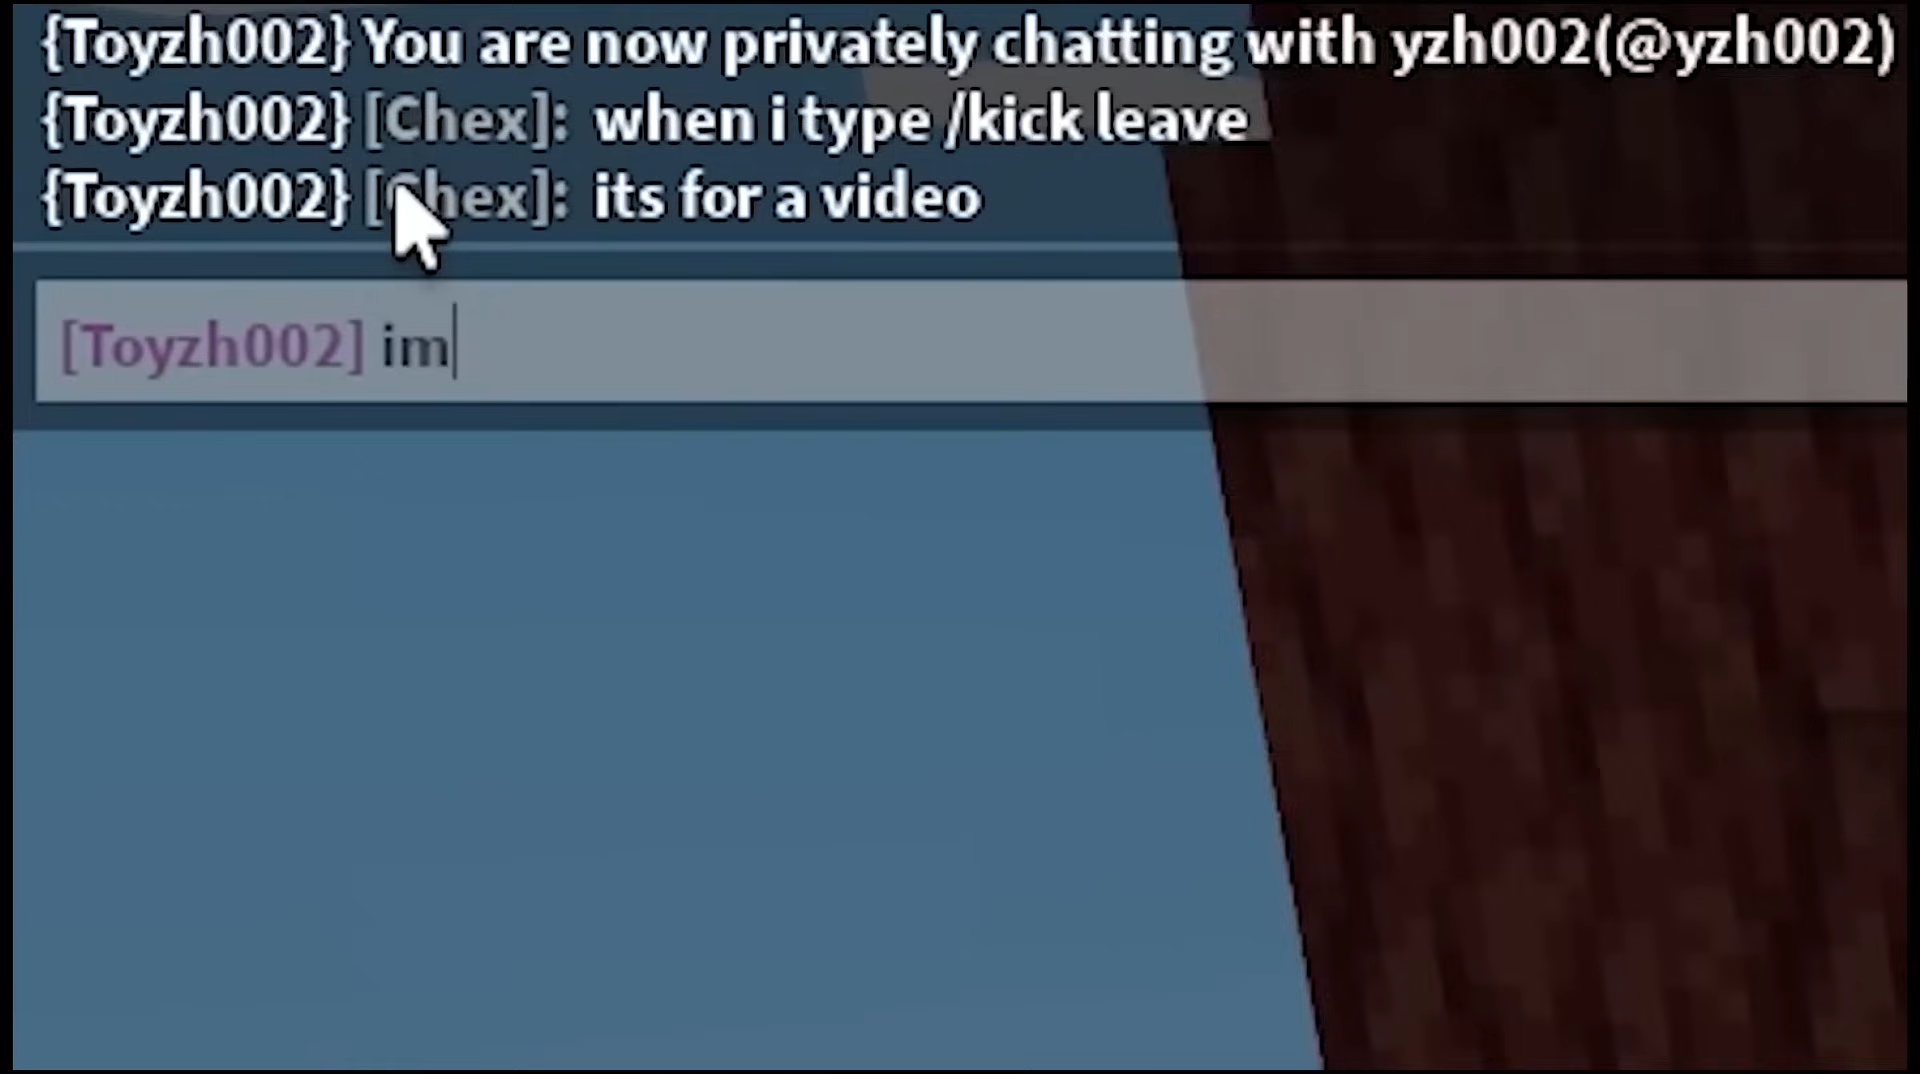 {Toyzh002} You are now privately chatting with yzh002(@yzh002)
{Toyzh002} [Chex]: when i type /kick leave
{Toyzh002} [Chex]: its for a video
[Toyzh002] im